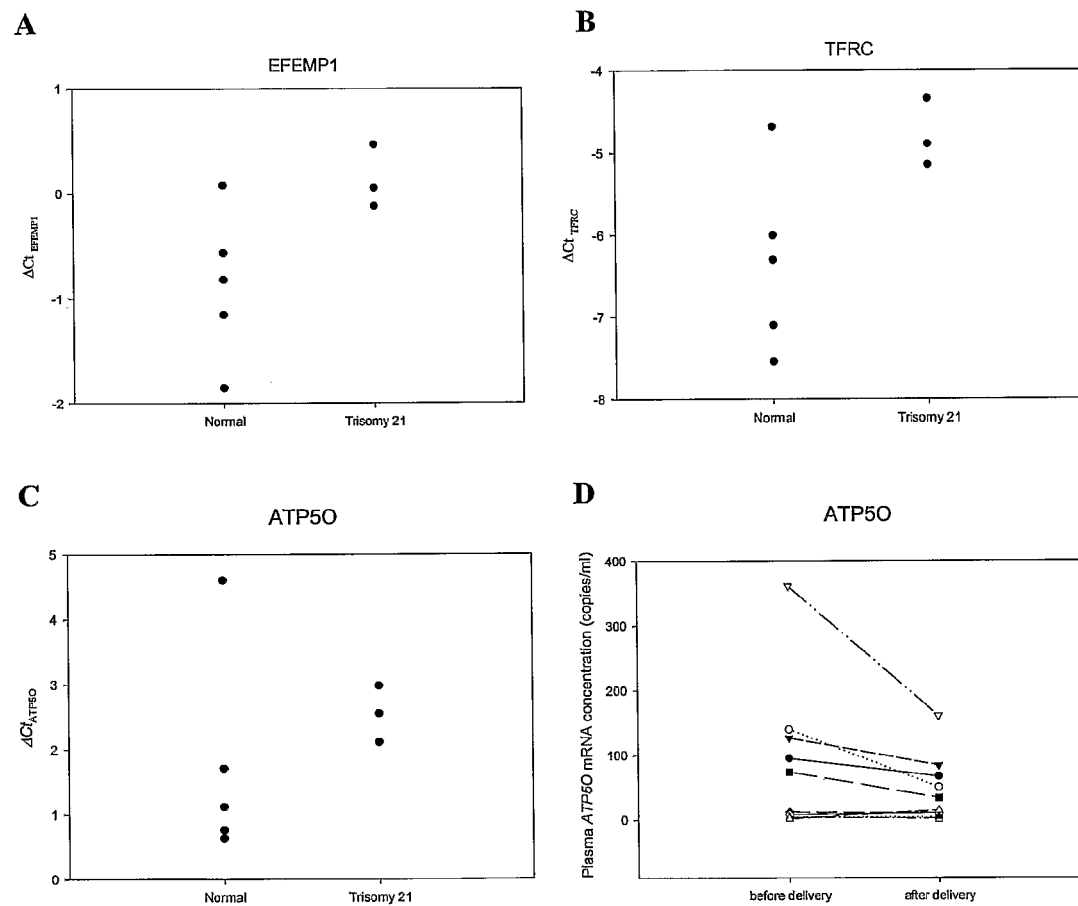 A
EFEMP1
1
0
-1
-2
ΔCt EFEMP1
Normal
Trisomy 21
B
TFRC
-4
-5
-6
-7
-8
ΔCt TFRC
Normal
Trisomy 21
C
ATP5O
5
4
3
2
1
0
ΔCt ATP5O
Normal
Trisomy 21
D
ATP5O
400
300
200
100
0
Plasma ATP5O mRNA concentration (copies/ml)
before delivery
after delivery